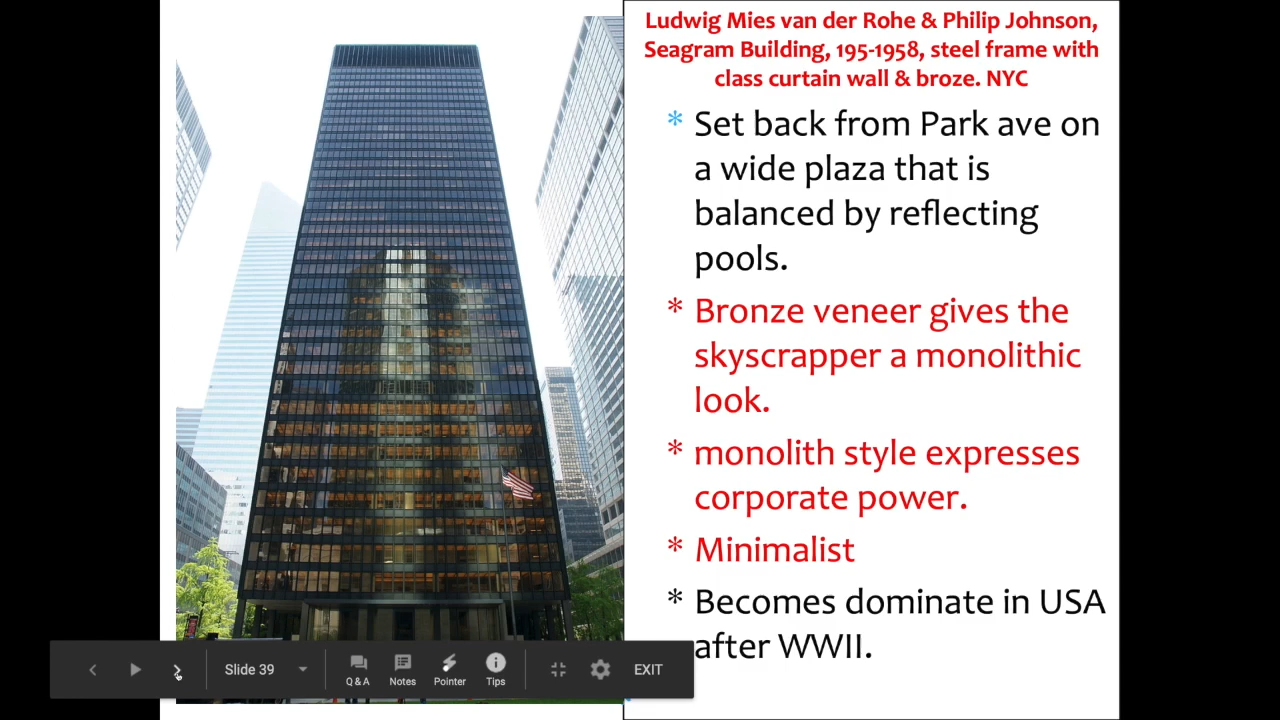 Ludwig Mies van der Rohe & Philip Johnson,
Seagram Building, 195-1958, steel frame with
class curtain wall & broze. NYC
* Set back from Park ave on
a wide plaza that is
balanced by reflecting
pools.
* Bronze veneer gives the
skyscrapper a monolithic
look.
* monolith style expresses
corporate power.
* Minimalist
* Becomes dominate in USA
after WWII.
Slide 39
Q & A
Notes
Pointer
Tips
EXIT